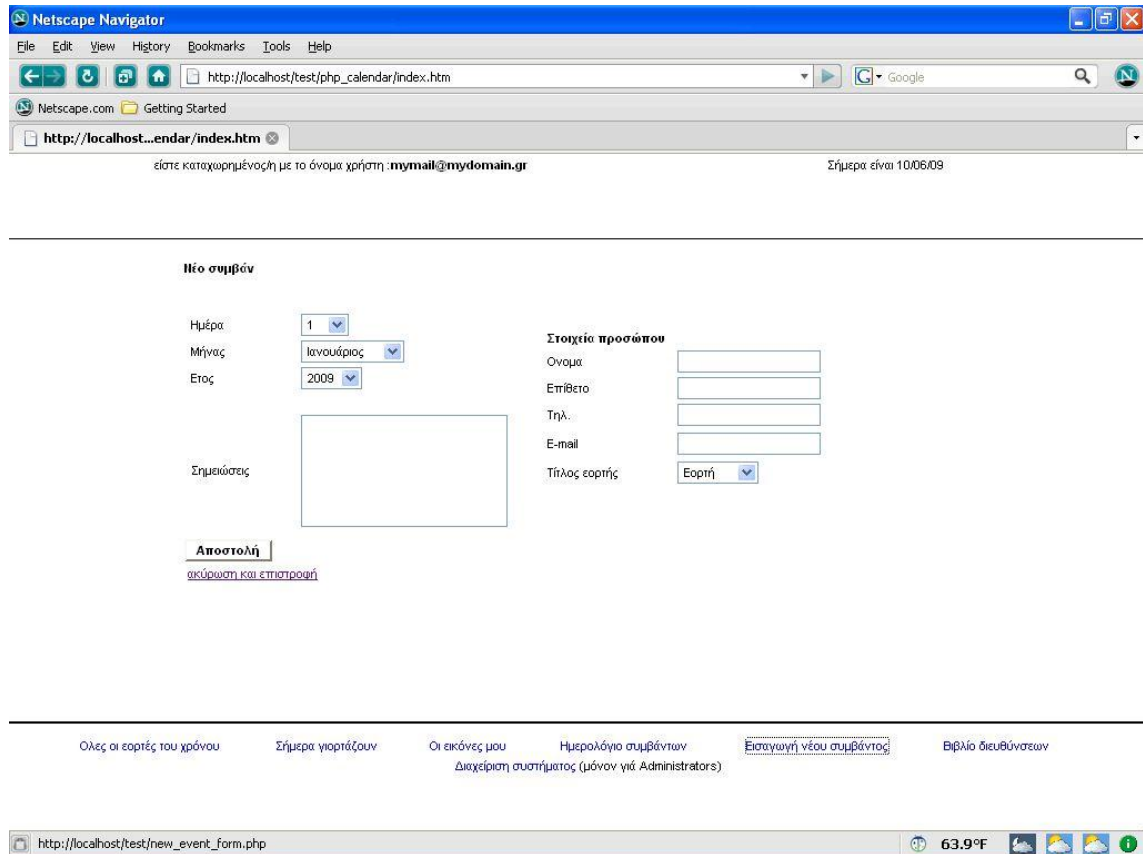 Netscape Navigator
File Edit View History Bookmarks Tools Help
http://localhost/test/php_calendar/index.htm
G Google
Netscape.com Getting Started
http://localhost...endar/index.htm
είστε καταχωρημένος/η με το όνομα χρήστη :mymail@mydomain.gr Σήμερα είναι 10/06/09
Νέο συμβάν
Ημέρα 1
Μήνας Ιανουάριος
Ετος 2009
Σημειώσεις
Στοιχεία προσώπου
Ονομα
Επίθετο
Τηλ.
E-mail
Τίτλος εορτής Εορτή
Αποστολή
ακύρωση και επιστροφή
Ολες οι εορτές του χρόνου Σήμερα γιορτάζουν Οι εικόνες μου Ημερολόγιο συμβάντων Εισαγωγή νέου συμβάντος Βιβλίο διευθύνσεων
Διαχείριση συστήματος (μόνον γιά Administrators)
http://localhost/test/new_event_form.php 63.9°F